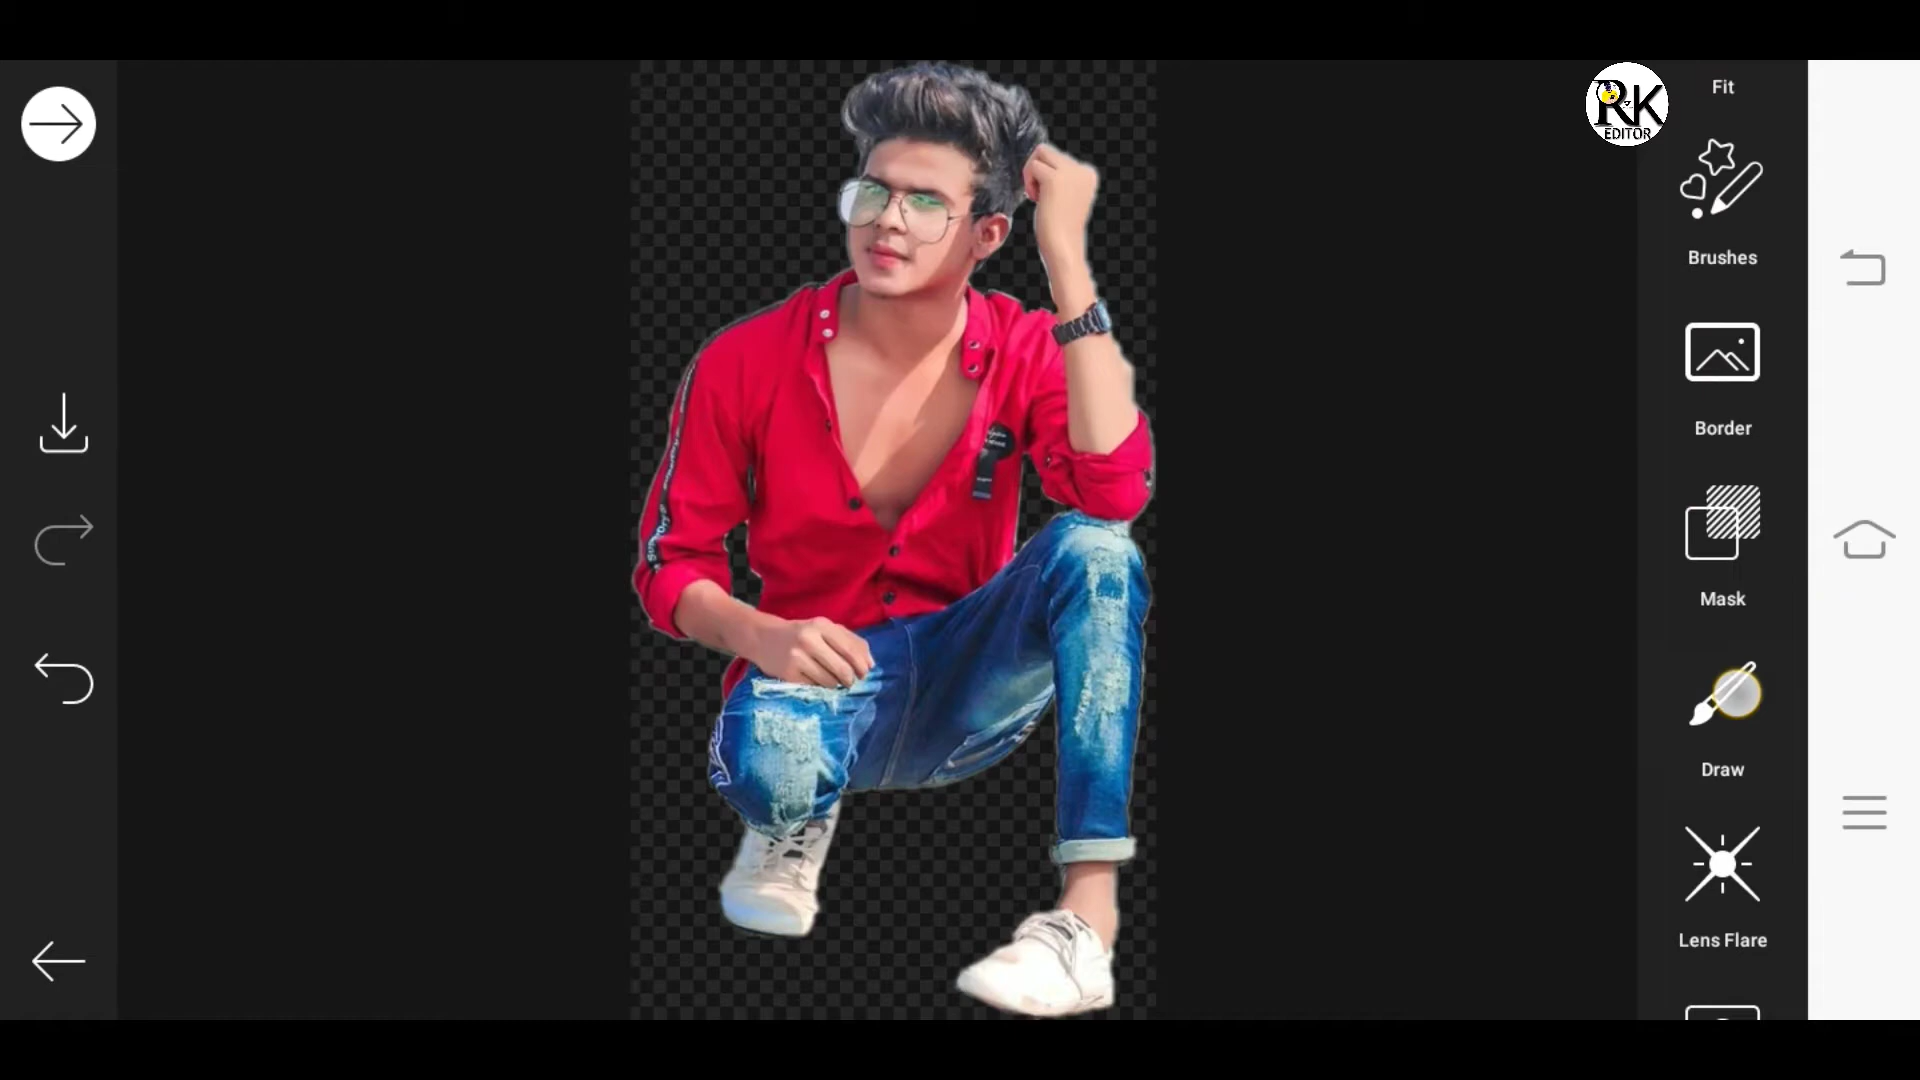 Fit
RK
EDITOR
Brushes
Border
Mask
Draw
Lens Flare